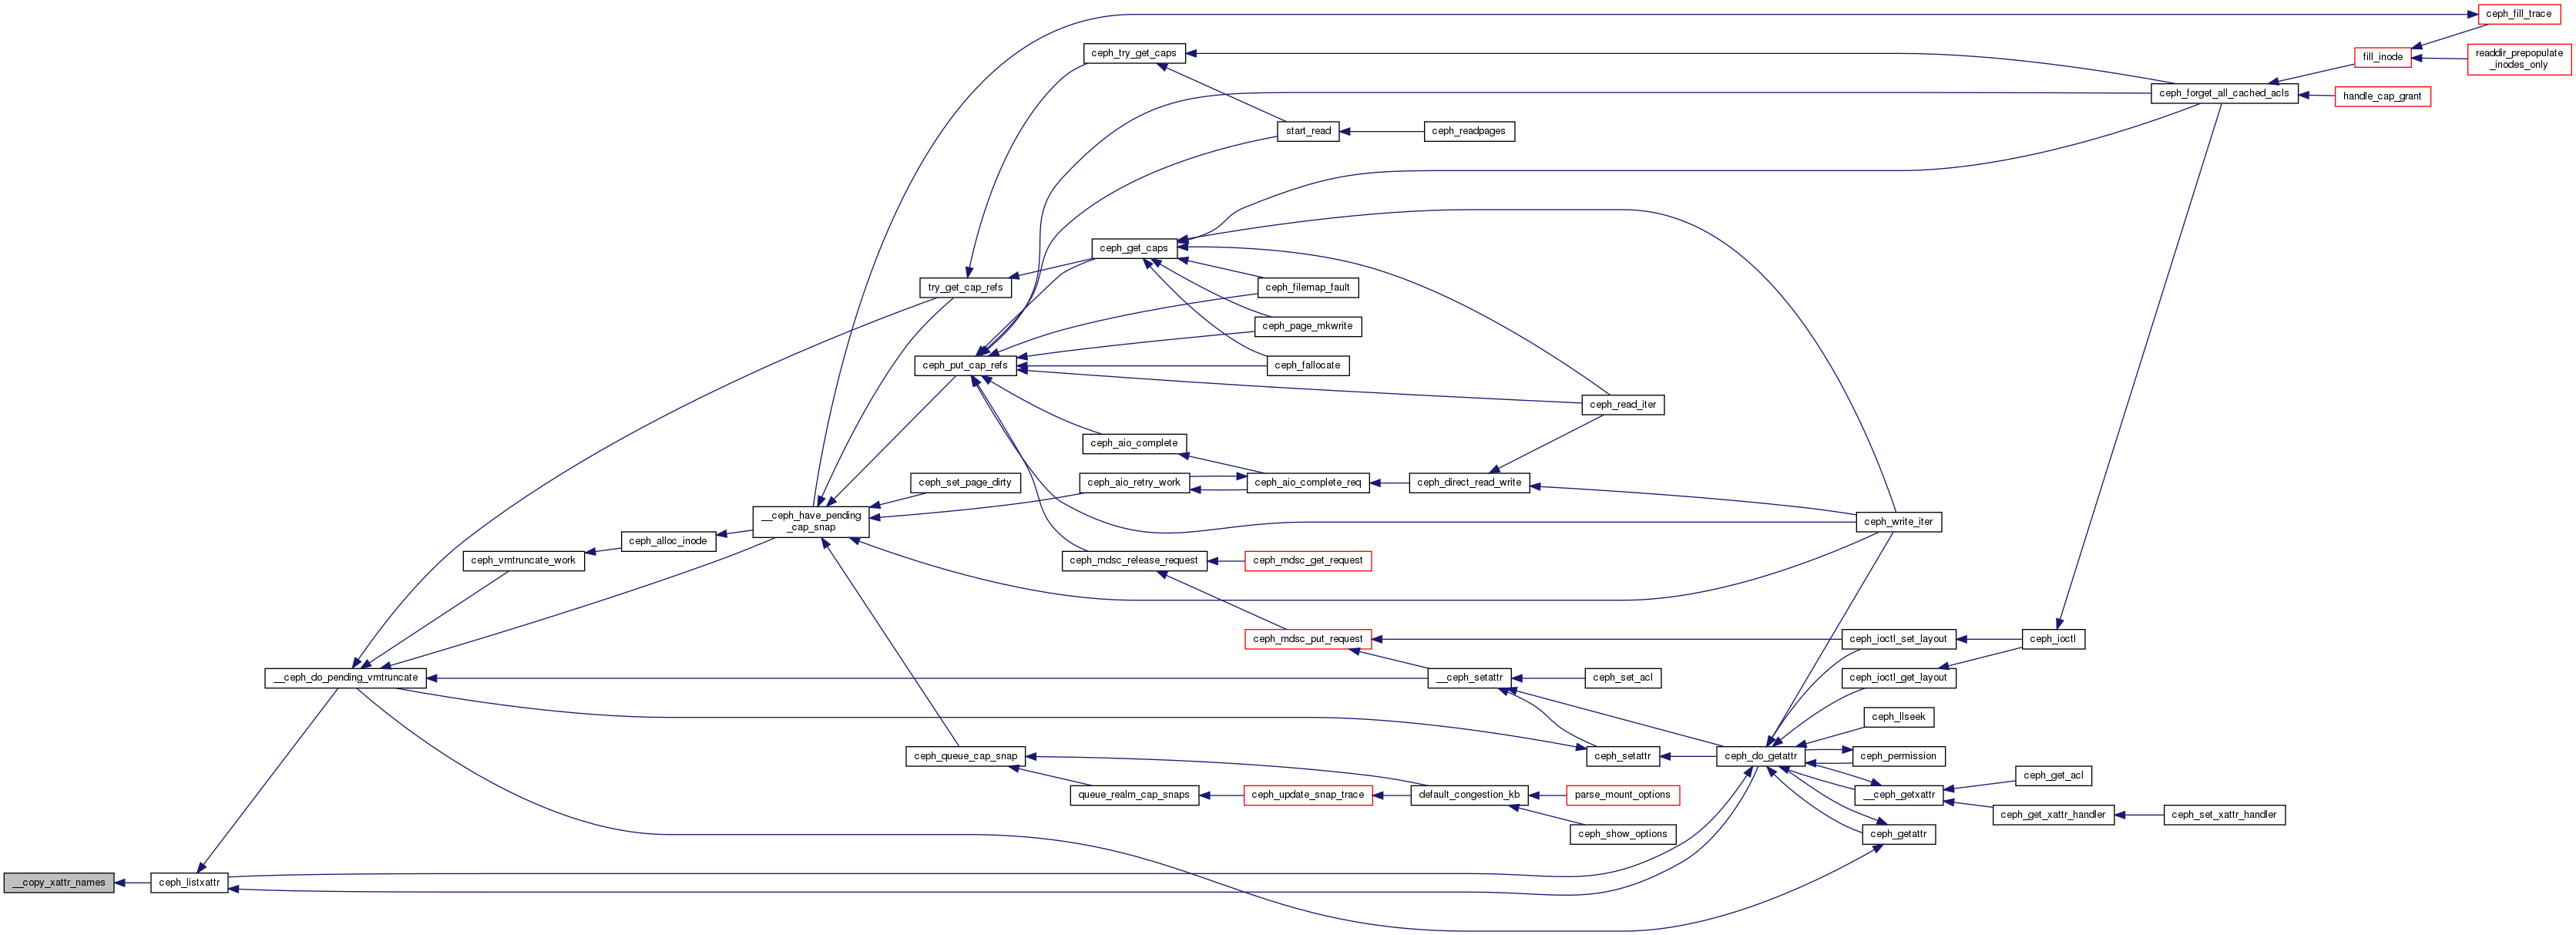 ceph_fill_trace
ceph_try_get_caps
fill_inode
readdir_prepopulate
_inodes_only
ceph_forget_all_cached_acls
handle_cap_grant
start_read
ceph_readpages
ceph_get_caps
try_get_cap_refs
ceph_filemap_fault
ceph_page_mkwrite
ceph_put_cap_refs
ceph_fallocate
ceph_read_iter
ceph_aio_complete
ceph_set_page_dirty
ceph_aio_retry_work
ceph_aio_complete_req
ceph_direct_read_write
__ceph_have_pending
_cap_snap
ceph_write_iter
ceph_alloc_inode
ceph_vmtruncate_work
ceph_mdsc_release_request
ceph_mdsc_get_request
ceph_mdsc_put_request
ceph_ioctl_set_layout
ceph_ioctl
__ceph_do_pending_vmtruncate
__ceph_setattr
ceph_set_acl
ceph_ioctl_get_layout
ceph_llseek
ceph_queue_cap_snap
ceph_setattr
ceph_do_getattr
ceph_permission
ceph_get_acl
queue_realm_cap_snaps
ceph_update_snap_trace
default_congestion_kb
parse_mount_options
__ceph_getxattr
ceph_get_xattr_handler
ceph_set_xattr_handler
ceph_show_options
ceph_getattr
__copy_xattr_names
ceph_listxattr